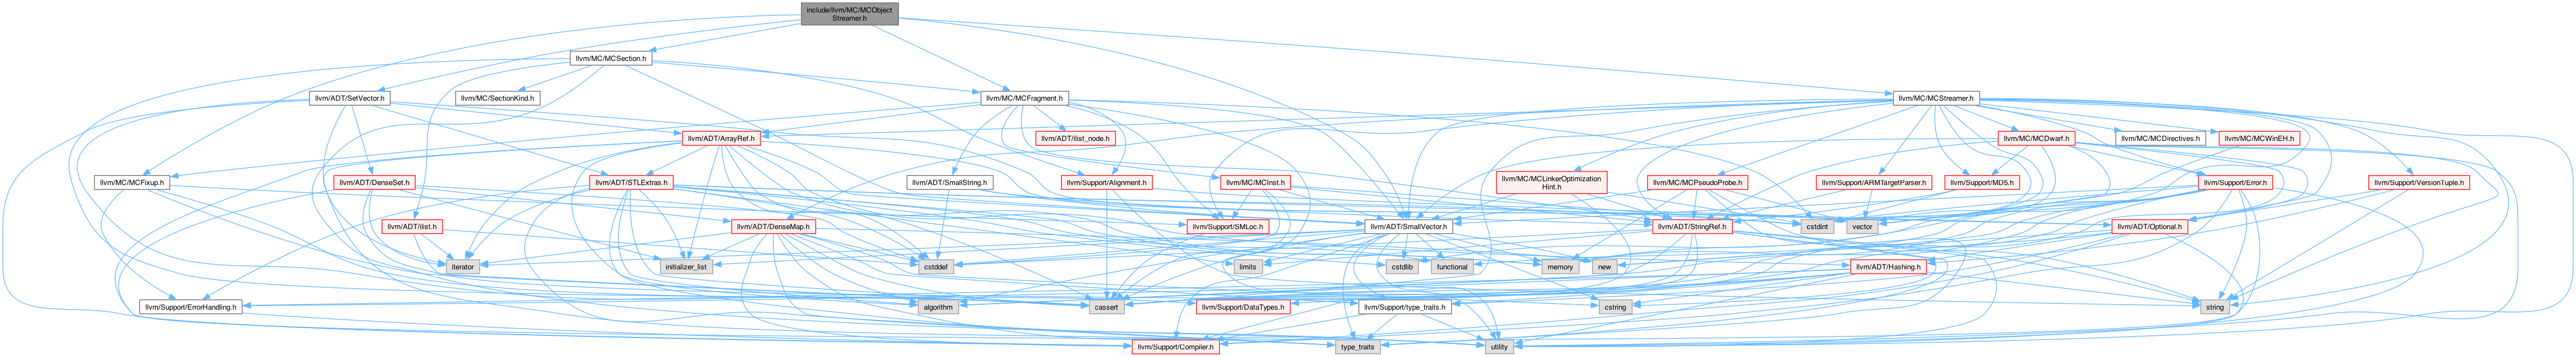 include/llvm/MC/MCObject
Streamer.h
llvm/MC/MCSection.h
llvm/ADT/SetVector.h
llvm/MC/SectionKind.h
llvm/MC/MCFragment.h
llvm/MC/MCStreamer.h
llvm/ADT/ArrayRef.h
llvm/ADT/ilist_node.h
llvm/MC/MCDwarf.h
llvm/MC/MCDirectives.h
llvm/MC/MCWinEH.h
llvm/MC/MCFixup.h
llvm/ADT/DenseSet.h
llvm/ADT/STLExtras.h
llvm/ADT/SmallString.h
llvm/Support/Alignment.h
llvm/MC/MCInst.h
llvm/MC/MCLinkerOptimization
Hint.h
llvm/MC/MCPseudoProbe.h
llvm/Support/ARMTargetParser.h
llvm/Support/MD5.h
llvm/Support/Error.h
llvm/Support/VersionTuple.h
llvm/ADT/ilist.h
llvm/ADT/DenseMap.h
llvm/Support/SMLoc.h
llvm/ADT/SmallVector.h
llvm/ADT/StringRef.h
cstdint
vector
llvm/ADT/Optional.h
iterator
initializer_list
cstddef
limits
cstdlib
functional
memory
new
llvm/ADT/Hashing.h
llvm/Support/ErrorHandling.h
algorithm
cassert
llvm/Support/DataTypes.h
llvm/Support/type_traits.h
cstring
string
llvm/Support/Compiler.h
type_traits
utility